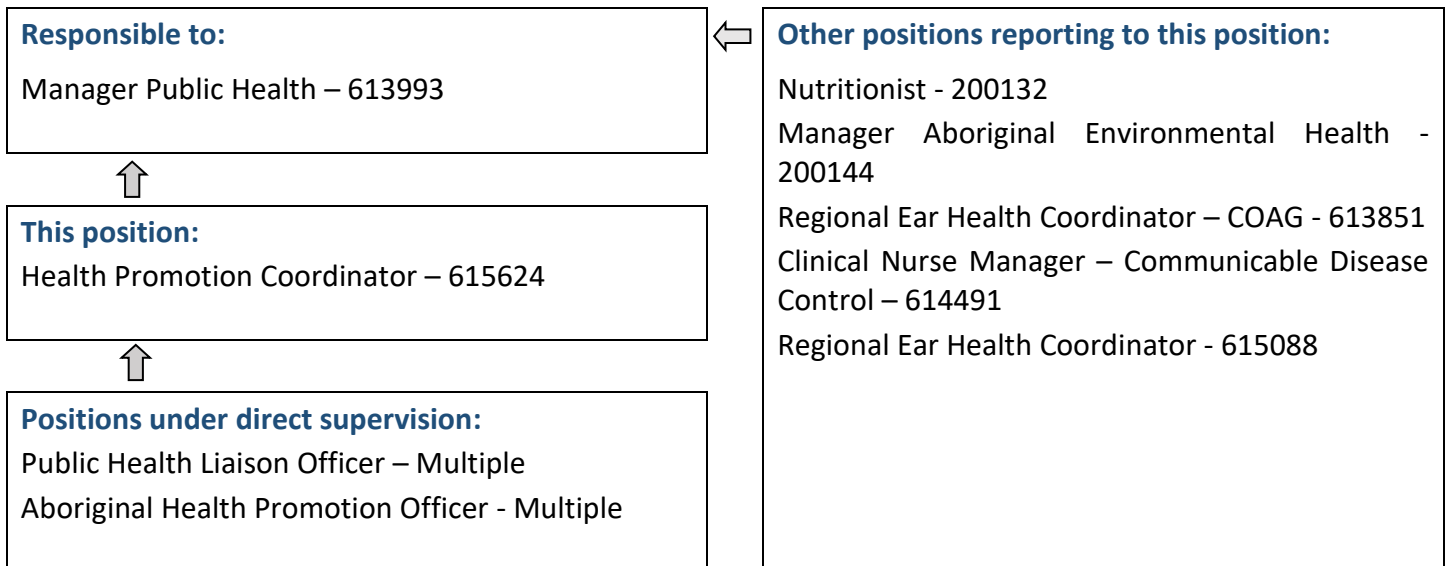 Responsible to:
Manager Public Health – 613993
This position:
Health Promotion Coordinator – 615624
Positions under direct supervision:
Public Health Liaison Officer – Multiple
Aboriginal Health Promotion Officer - Multiple
Other positions reporting to this position:
Nutritionist - 200132
Manager Aboriginal Environmental Health -
200144
Regional Ear Health Coordinator – COAG - 613851
Clinical Nurse Manager – Communicable Disease
Control – 614491
Regional Ear Health Coordinator - 615088